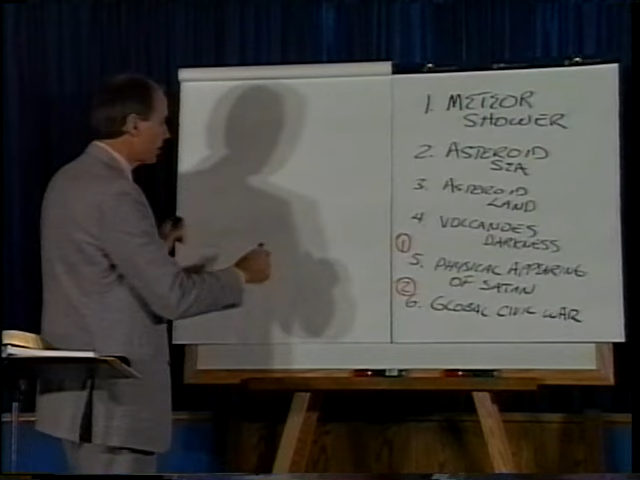 1. METEOR
SHOWER
2. ASTEROID
SEA
3. ASTEROID
LAND
4 VOLCANOES
DARKNESS
1
5. PHYSICAL APPEARING
OF SATAN
2
6. GLOBAL CIVIL WAR